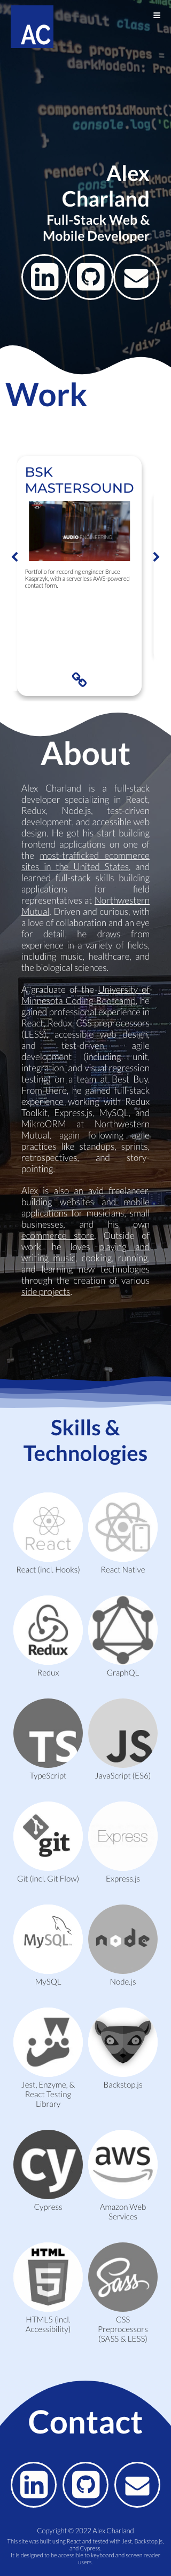 AC
Alex
Charland
Full-Stack Web &
Mobile Developer
Work
BSK
MASTERSOUND
Portfolio for recording engineer Bruce
Kasprzyk, with a serverless AWS-powered
contact form.
About
Alex Charland is a full-stack
developer specializing in React,
Redux, Node.js, test-driven
development, and accessible web
design. He got his start building
frontend applications on one of
the most-trafficked ecommerce
sites in the United States, and
learned full-stack skills building
applications for field
representatives at Northwestern
Mutual. Driven and curious, with
a love of collaboration and an eye
for detail, he draws from
experience in a variety of fields,
including music, healthcare, and
the biological sciences.
A graduate of the University of
Minnesota Coding Bootcamp, he
gained professional experience in
React, Redux, CSS preprocessors
(LESS), accessible web design,
and test-driven, agile
development (including unit,
integration, and visual regression
testing) on a team at Best Buy.
From there, he gained full-stack
experience working with Redux
Toolkit, Express.js, MySQL, and
MikroORM at Northwestern
Mutual, again following agile
practices like standups, sprints,
retrospectives, and story-
pointing.
Alex is also an avid freelancer,
building websites and mobile
applications for musicians, small
businesses, and his own
ecommerce store. Outside of
work, he loves playing and
writing music, cooking, running,
and learning new technologies
through the creation of various
side projects.
Skills &
Technologies
React
React (incl. Hooks)
React Native
Redux
Redux
GraphQL
TS
TypeScript
JS
JavaScript (ES6)
git
Git (incl. Git Flow)
Express
Express.js
MySQL
MySQL
node
Node.js
Jest, Enzyme, &
React Testing
Library
Backstop.js
cy
Cypress
aws
Amazon Web
Services
HTML
5
HTML5 (incl.
Accessibility)
Sass
CSS
Preprocessors
(SASS & LESS)
Contact
Copyright © 2022 Alex Charland
This site was built using React and tested with Jest, Backstop.js,
and Cypress.
It is designed to be accessible to keyboard and screen reader
users.